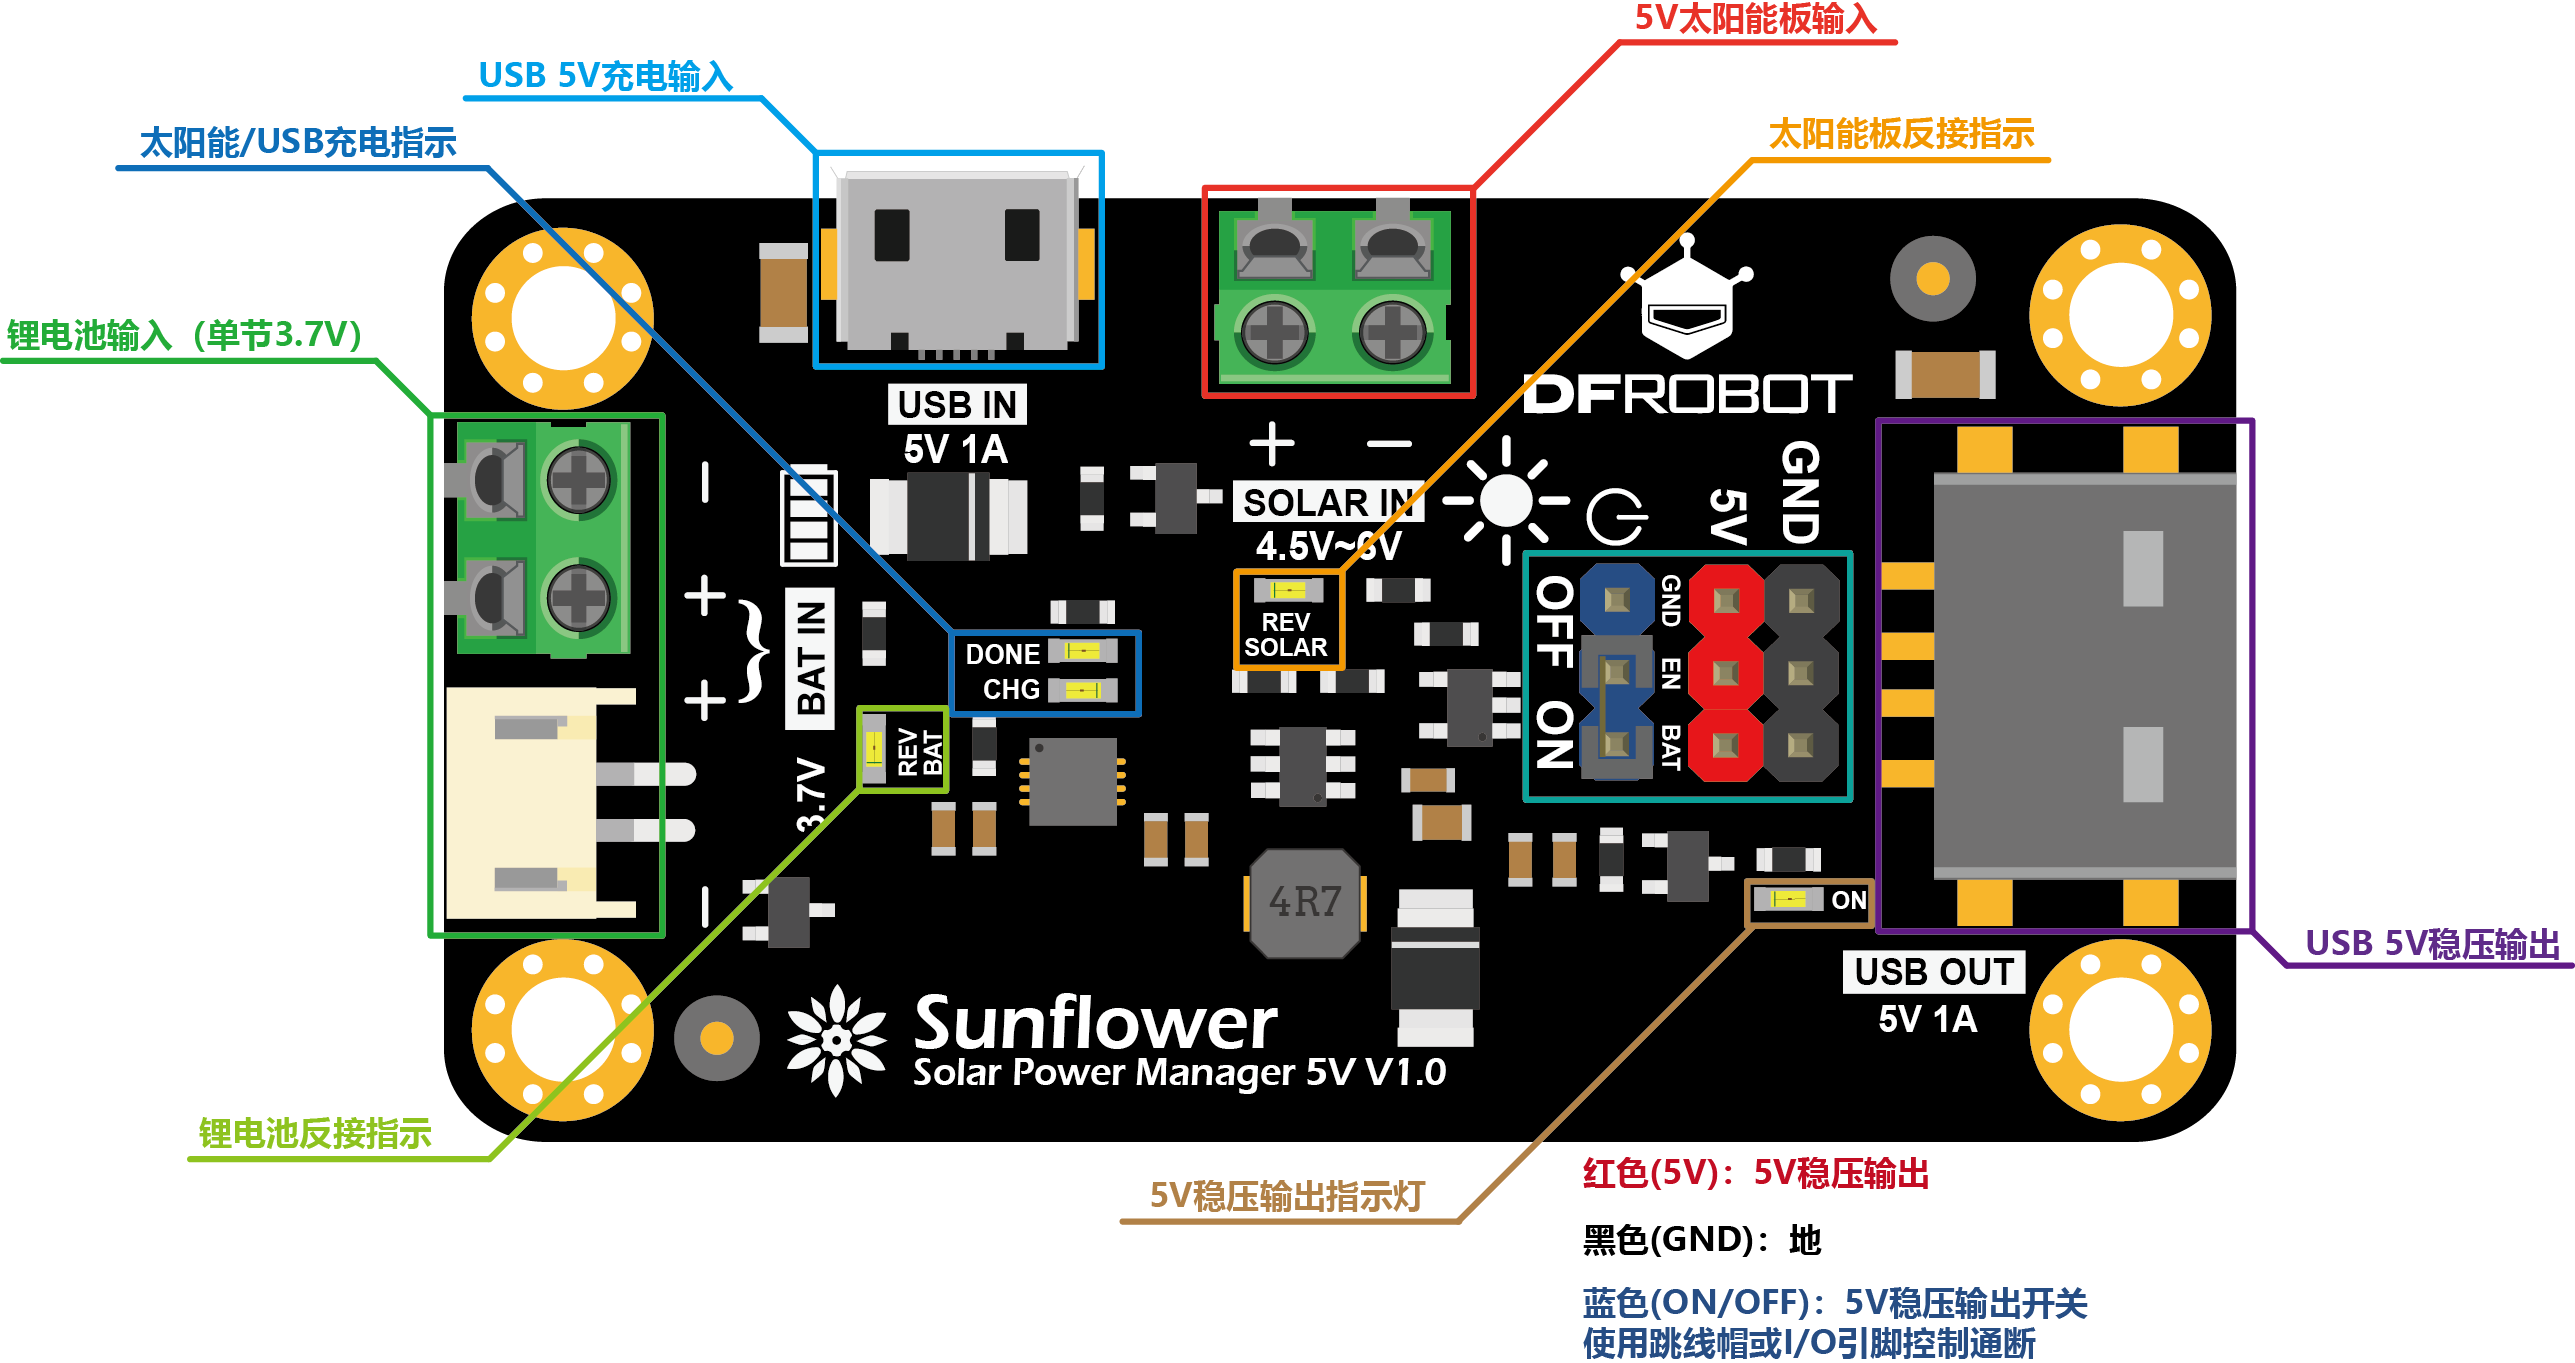 5V太阳能板输入
USB 5V充电输入
太阳能板反接指示
太阳能/USB充电指示
锂电池输入（单节3.7V）
DFROBOT
USB IN
5V 1A
+ −
SOLAR IN
4.5V~6V
5V
GND
−
+
+
−
BAT IN
3.7V
REV
SOLAR
DONE
CHG
REV
BAT
OFF
ON
GND
EN
BAT
4R7
ON
USB 5V稳压输出
USB OUT
5V 1A
Sunflower
Solar Power Manager 5V V1.0
锂电池反接指示
5V稳压输出指示灯
红色(5V)：5V稳压输出
黑色(GND)：地
蓝色(ON/OFF)：5V稳压输出开关
使用跳线帽或I/O引脚控制通断